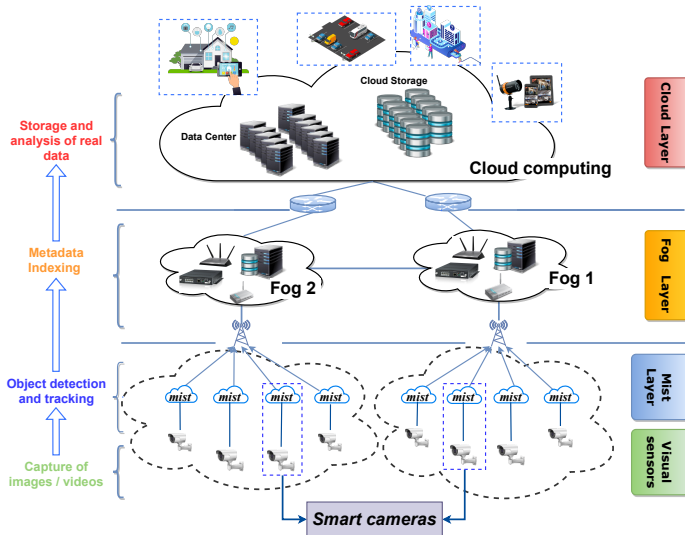 Cloud Storage
Data Center
Cloud computing
Storage and
analysis of real
data
Cloud Layer
Metadata
Indexing
Fog 2
Fog 1
Fog Layer
Object detection
and tracking
mist
mist
mist
mist
mist
mist
mist
mist
Mist
Layer
Capture of
images / videos
Visual
sensors
Smart cameras